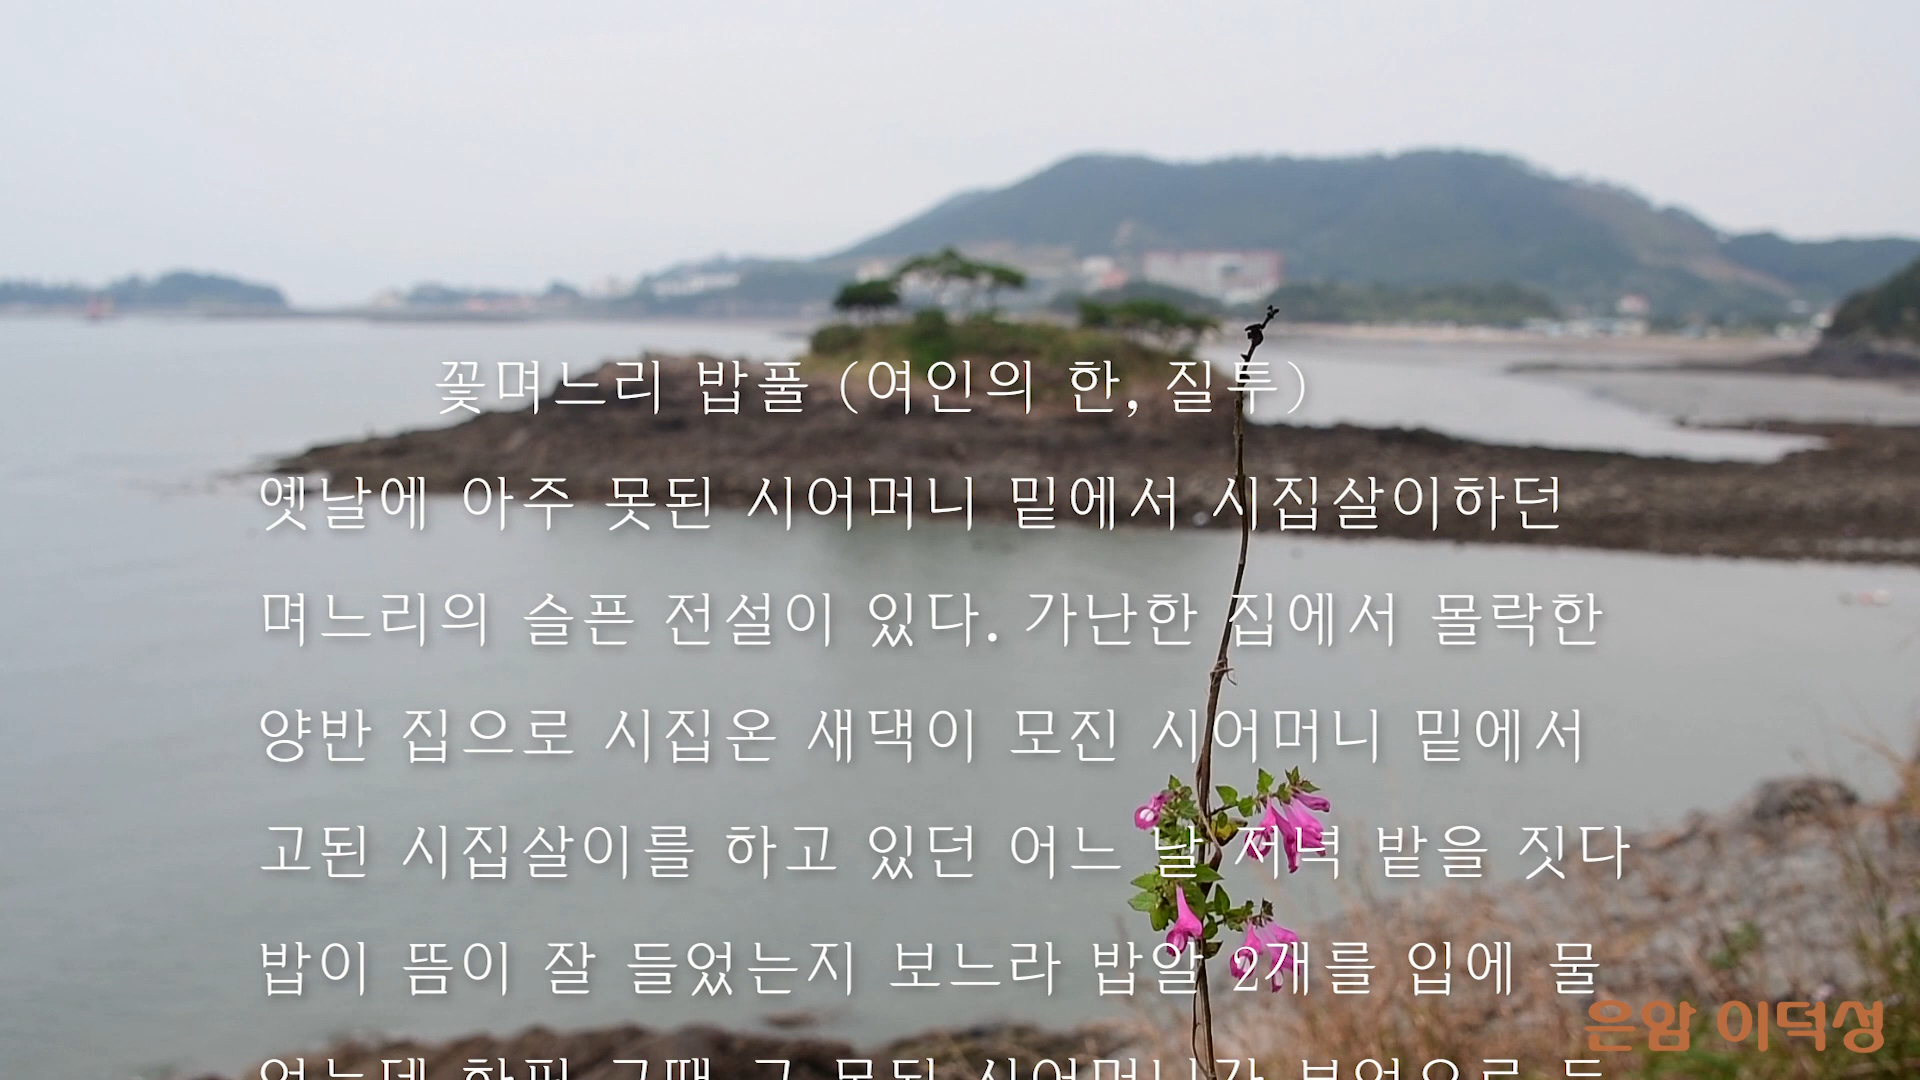 꽃며느리 밥풀 (여인의 한, 질투)
옛날에 아주 못된 시어머니 밑에서 시집살이하던
며느리의 슬픈 전설이 있다. 가난한 집에서 몰락한
양반 집으로 시집온 새댁이 모진 시어머니 밑에서
고된 시집살이를 하고 있던 어느 날 저녁 밭을 짓다
밥이 뜸이 잘 들었는지 보느라 밥알 2개를 입에 물
은암 이덕성